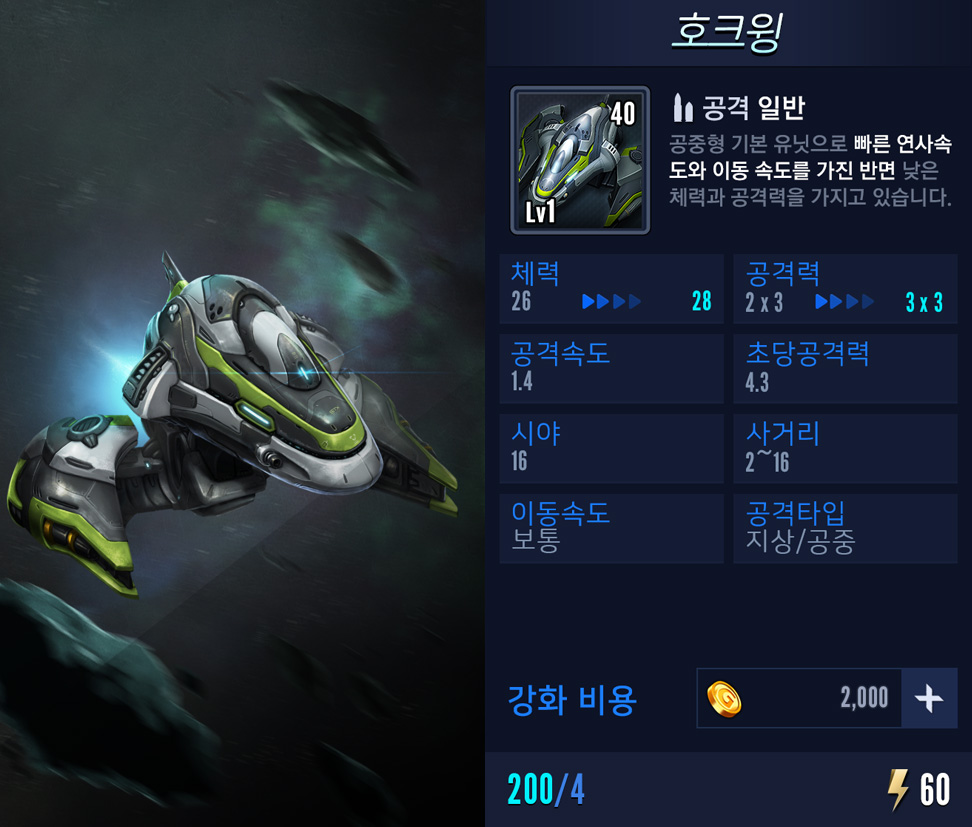 호크윙
40
Lv1
공격 일반
공중형 기본 유닛으로 빠른 연사속
도와 이동 속도를 가진 반면 낮은
체력과 공격력을 가지고 있습니다.
체력
26 28
공격력
2 x 3 3 x 3
공격속도
1.4
초당공격력
4.3
시야
16
사거리
2~16
이동속도
보통
공격타입
지상/공중
강화 비용
2,000
200/4
60